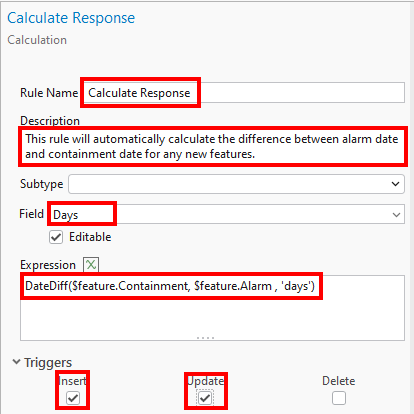 Calculate Response
Calculation
Rule Name Calculate Response
Description
This rule will automatically calculate the difference between alarm date
and containment date for any new features.
Subtype
Field Days
Editable
Expression
DateDiff($feature.Containment, $feature.Alarm , 'days')
Triggers
Insert Update Delete